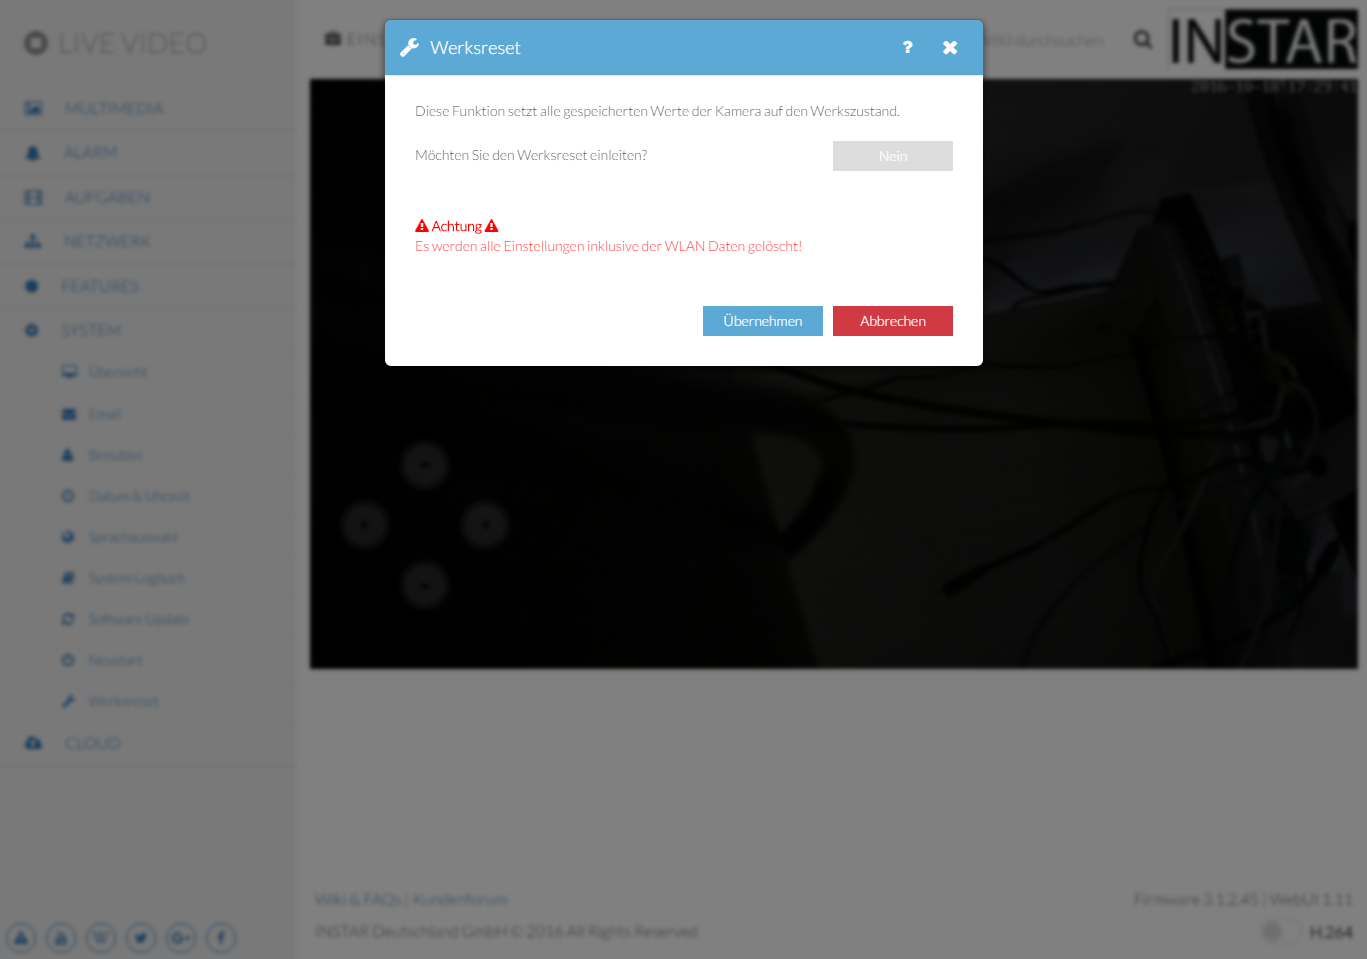 LIVE VIDEO
MULTIMEDIA
ALARM
AUFGABEN
NETZWERK
FEATURES
SYSTEM
Übersicht
Email
Benutzer
Datum & Uhrzeit
Sprachauswahl
System Logbuch
Software Update
Neustart
Werksreset
CLOUD
EINS
WIKI durchsuchen
INSTAR
2016-10-18 17:29:41
Werksreset
Diese Funktion setzt alle gespeicherten Werte der Kamera auf den Werkszustand.
Möchten Sie den Werksreset einleiten?
Nein
Achtung
Es werden alle Einstellungen inklusive der WLAN Daten gelöscht!
Übernehmen
Abbrechen
Wiki & FAQs | Kundenforum
Firmware 3.1.2.45 | WebUI 1.11
INSTAR Deutschland GmbH © 2016 All Rights Reserved
H.264